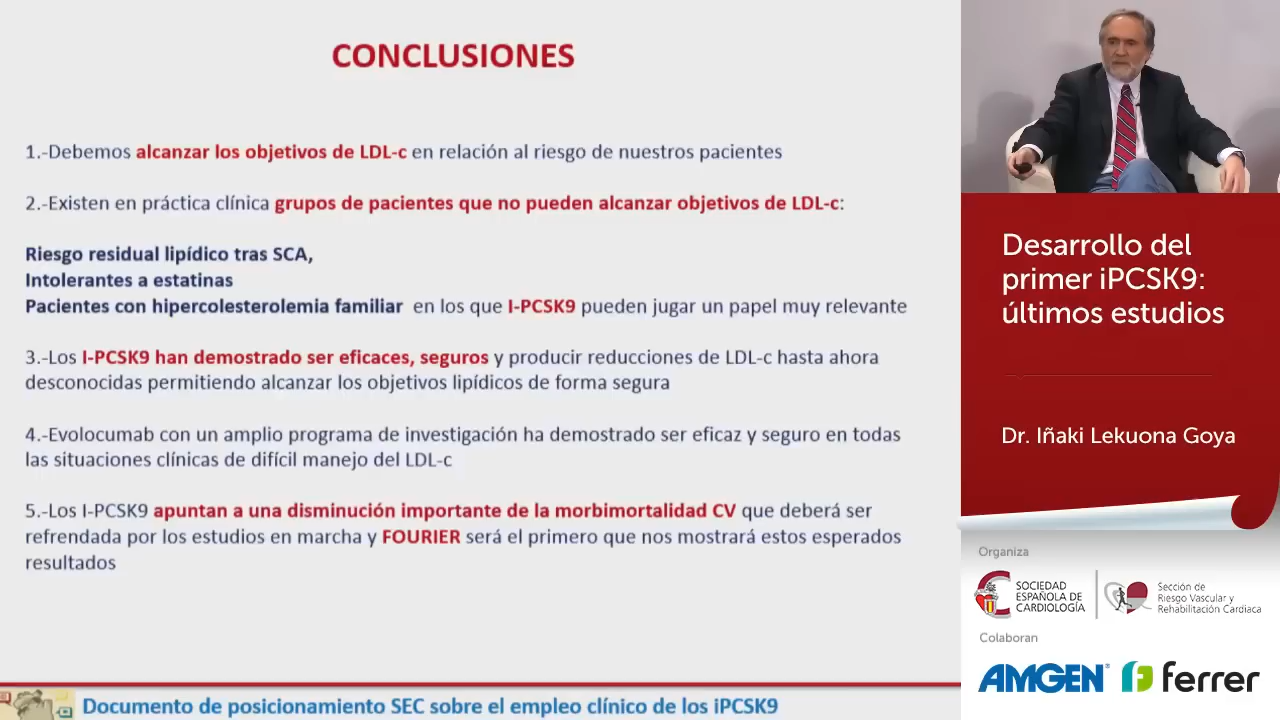 CONCLUSIONES
1.-Debemos alcanzar los objetivos de LDL-c en relación al riesgo de nuestros pacientes
2.-Existen en práctica clínica grupos de pacientes que no pueden alcanzar objetivos de LDL-c:
Riesgo residual lipídico tras SCA,
Intolerantes a estatinas
Pacientes con hipercolesterolemia familiar en los que I-PCSK9 pueden jugar un papel muy relevante
3.-Los I-PCSK9 han demostrado ser eficaces, seguros y producir reducciones de LDL-c hasta ahora
desconocidas permitiendo alcanzar los objetivos lipídicos de forma segura
4.-Evolocumab con un amplio programa de investigación ha demostrado ser eficaz y seguro en todas
las situaciones clínicas de difícil manejo del LDL-c
5.-Los I-PCSK9 apuntan a una disminución importante de la morbimortalidad CV que deberá ser
refrendada por los estudios en marcha y FOURIER será el primero que nos mostrará estos esperados
resultados
Documento de posicionamiento SEC sobre el empleo clínico de los iPCSK9
Desarrollo del
primer iPCSK9:
últimos estudios
Dr. Iñaki Lekuona Goya
Organiza
SOCIEDAD
ESPAÑOLA DE
CARDIOLOGÍA
Sección de
Riesgo Vascular y
Rehabilitación Cardiaca
Colaboran
AMGEN®
ferrer